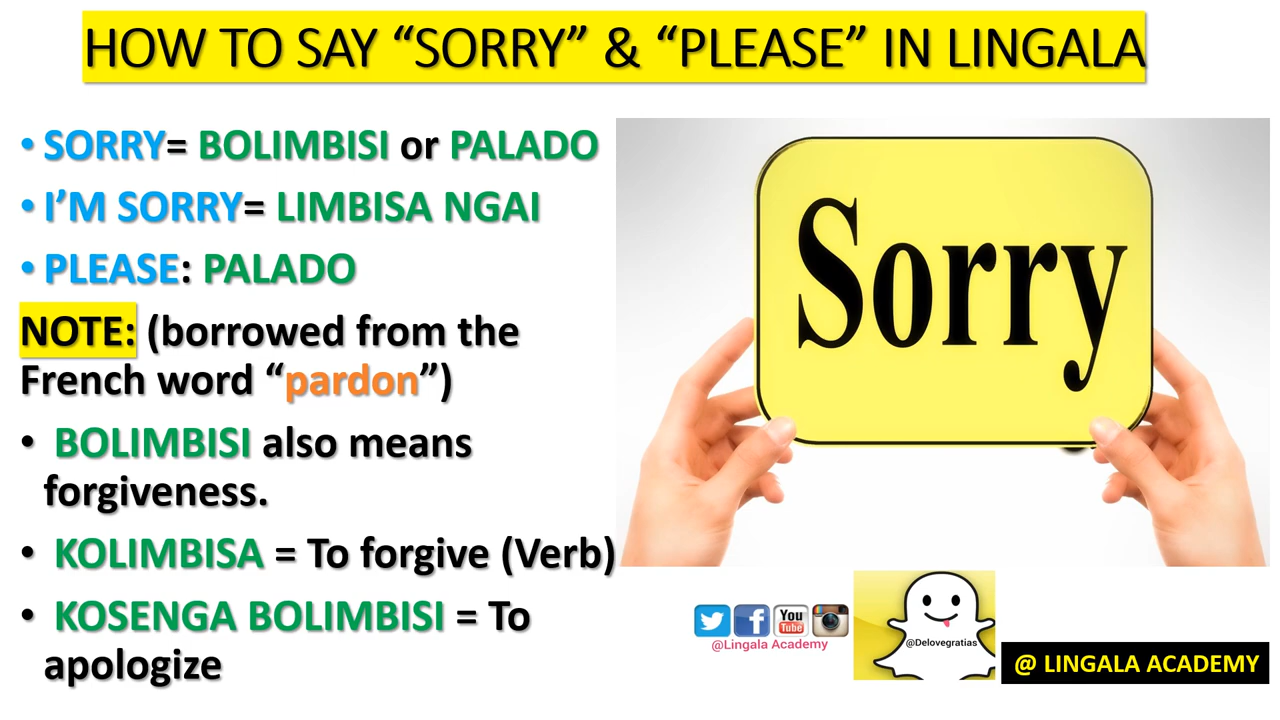 HOW TO SAY “SORRY” & “PLEASE” IN LINGALA
• SORRY= BOLIMBISI or PALADO
• I’M SORRY= LIMBISA NGAI
• PLEASE: PALADO
NOTE: (borrowed from the
French word “pardon”)
• BOLIMBISI also means
forgiveness.
• KOLIMBISA = To forgive (Verb)
• KOSENGA BOLIMBISI = To
apologize
Sorry
You
Tube
@Lingala Academy
@Delovegratias
@ LINGALA ACADEMY